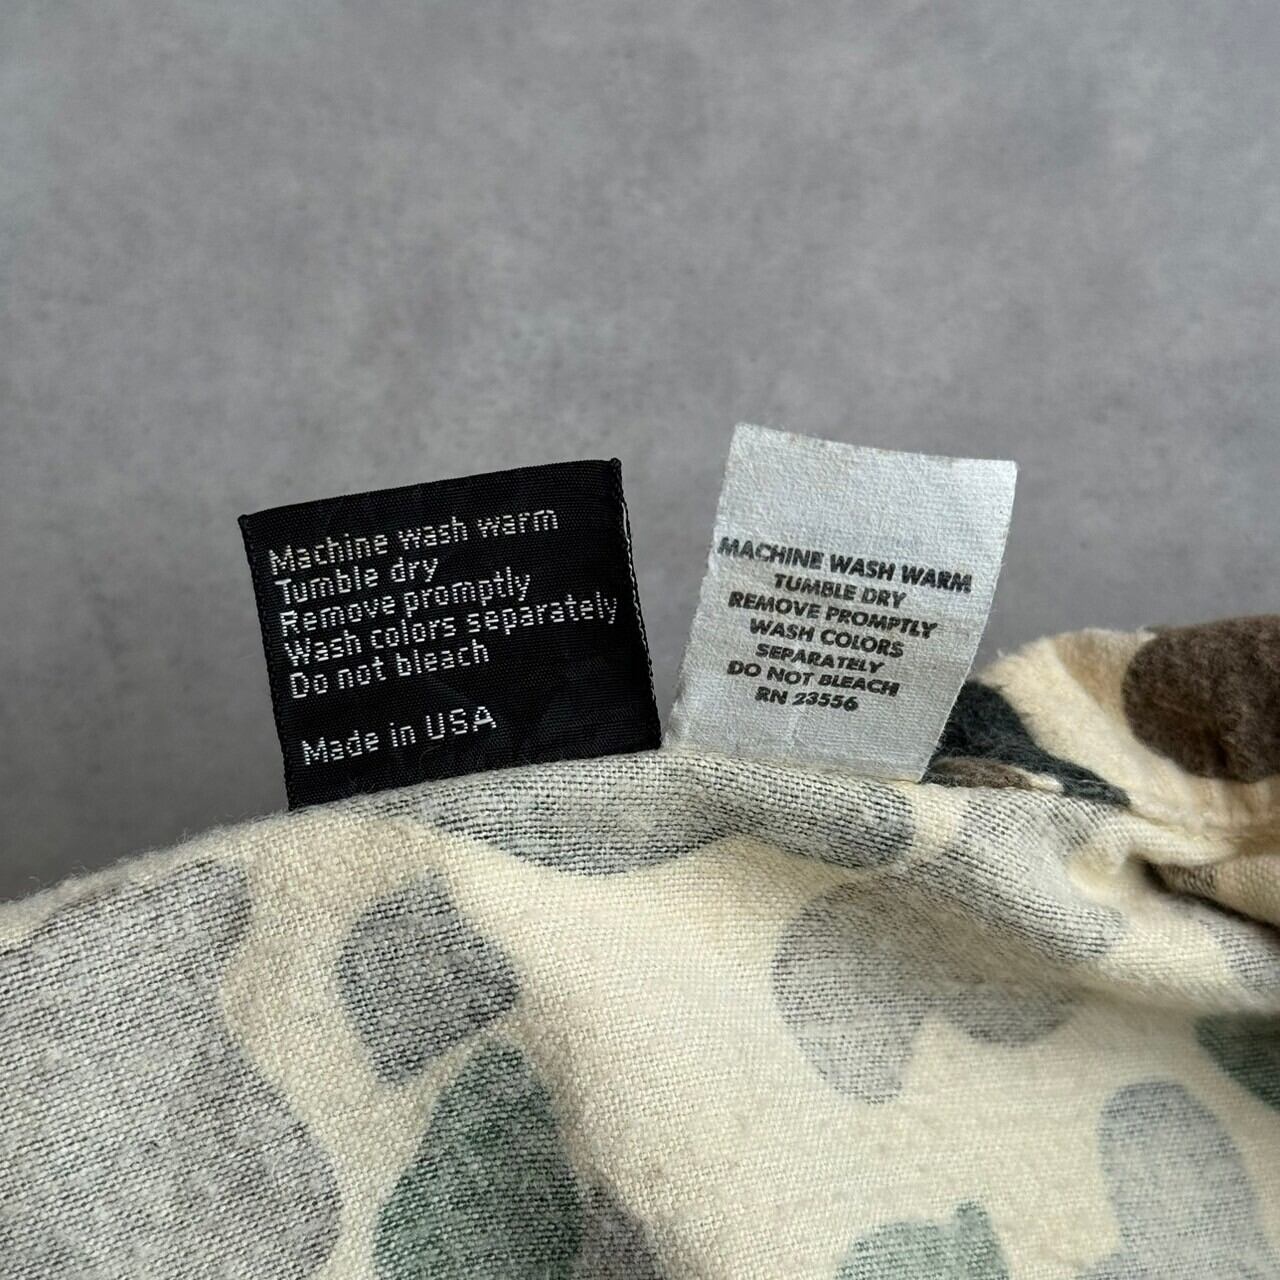 Machine wash warm
Tumble dry
Remove promptly
Wash colors separately
Do not bleach
Made in USA
MACHINE WASH WARM
TUMBLE DRY
REMOVE PROMPTLY
WASH COLORS
SEPARATELY
DO NOT BLEACH
RN 23556